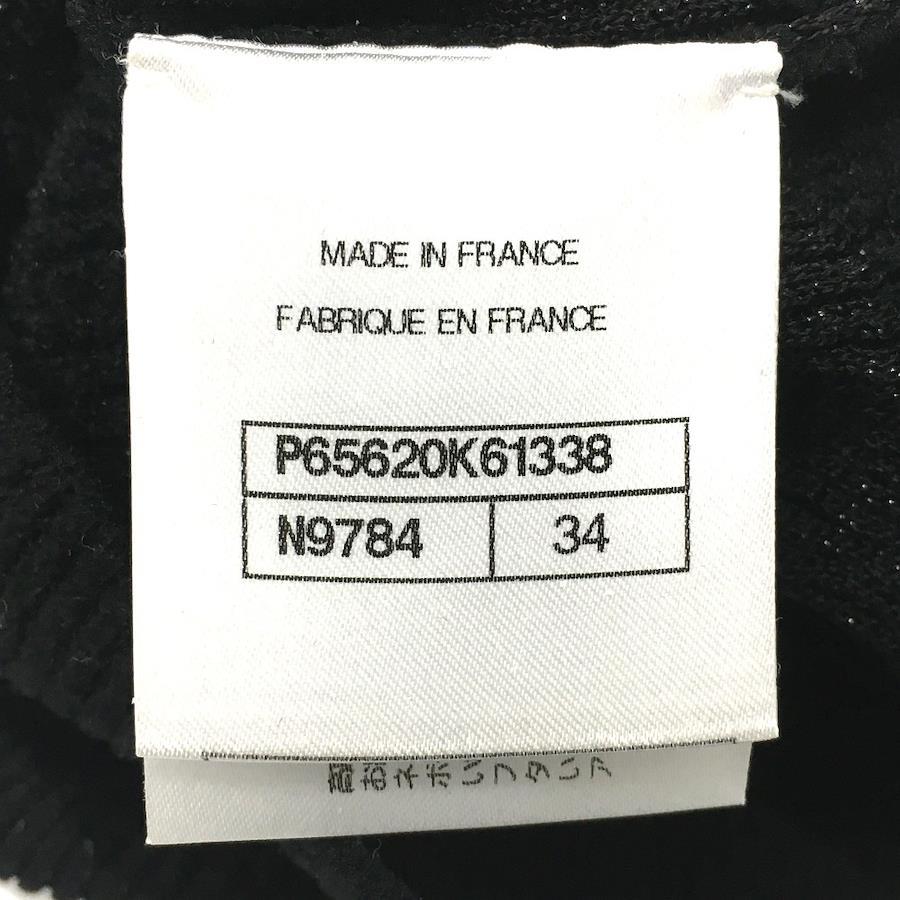 MADE IN FRANCE
FABRIQUE EN FRANCE
P65620K61338
N9784 34